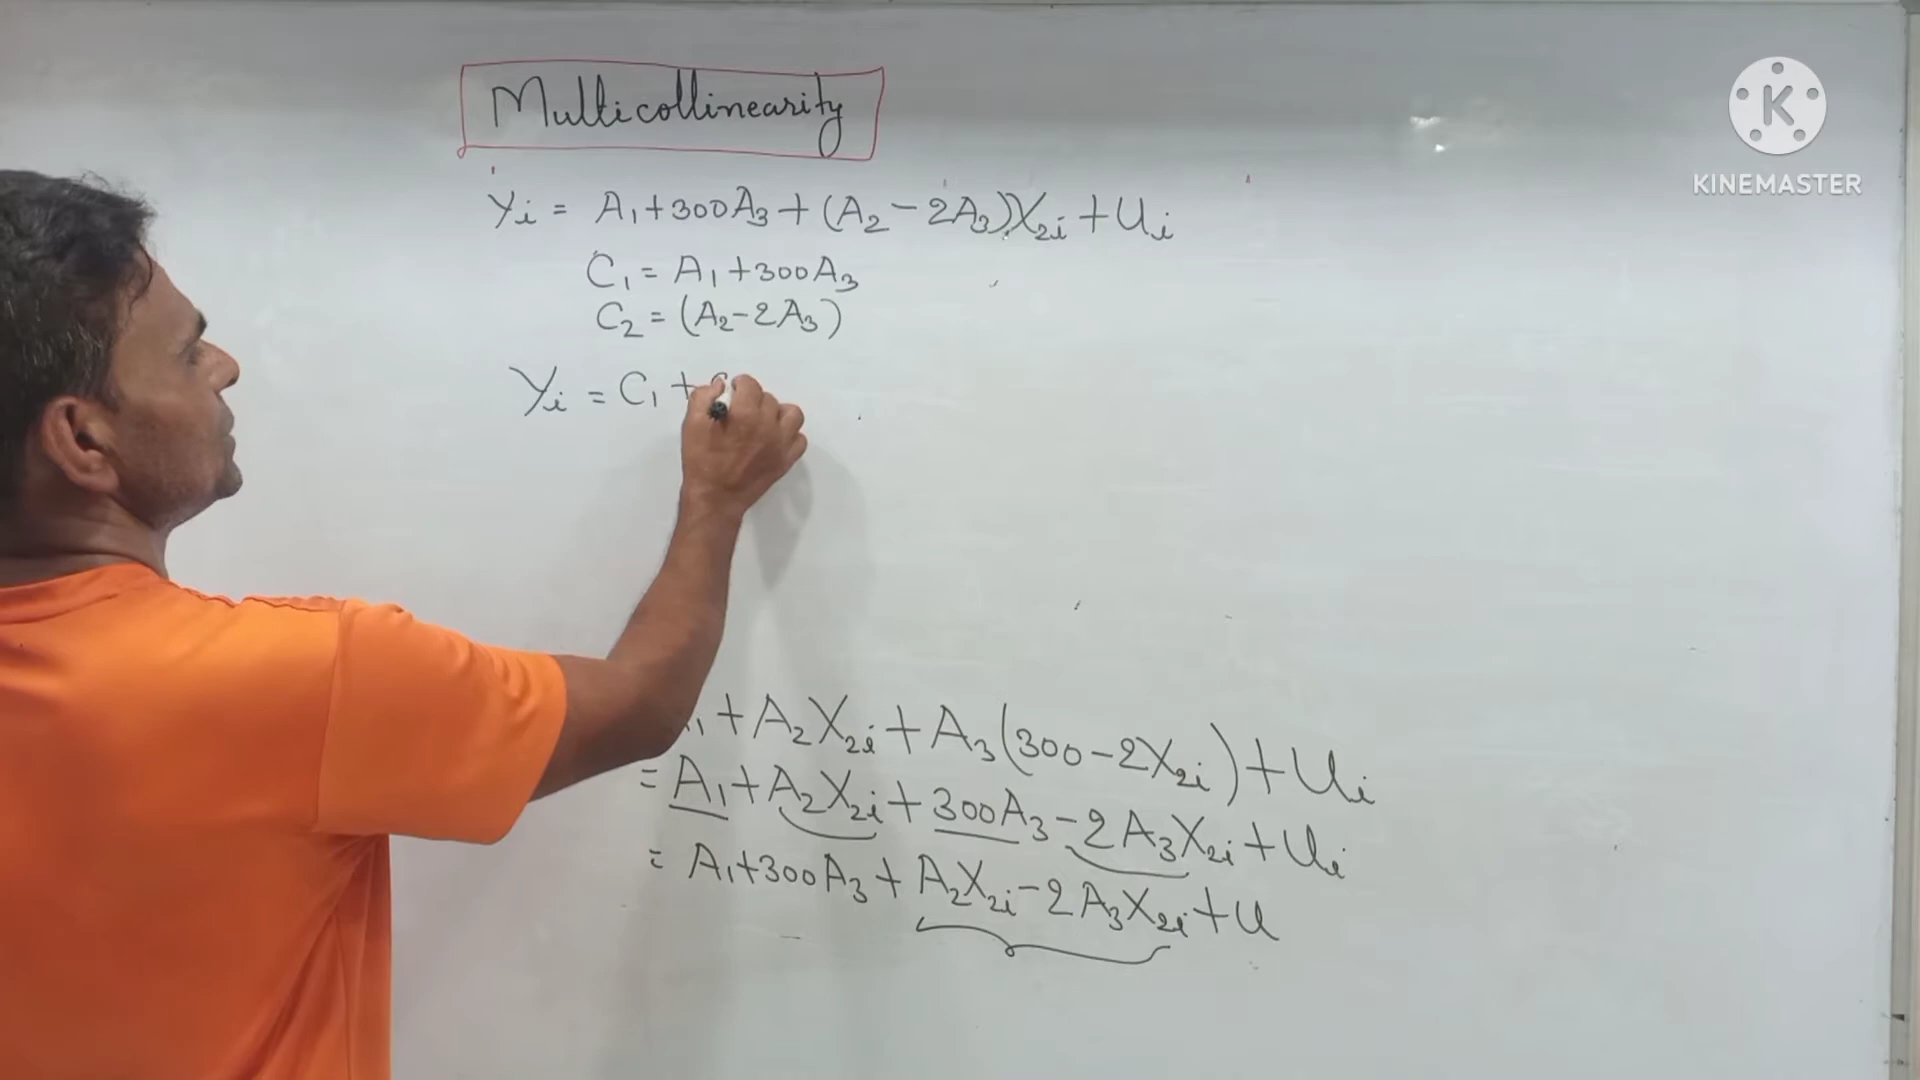 Multicollinearity
KINEMASTER
Yi = A₁+300A₃+(A₂-2A₃)X₂ᵢ+Uᵢ
C₁ = A₁+300A₃
C₂ = (A₂-2A₃)
Yi = C₁ +
+A₂X₂ᵢ+A₃(300-2X₂ᵢ)+Uᵢ
= A₁+A₂X₂ᵢ+300A₃-2A₃X₂ᵢ+Uᵢ
= A₁+300A₃+A₂X₂ᵢ-2A₃X₂ᵢ+U